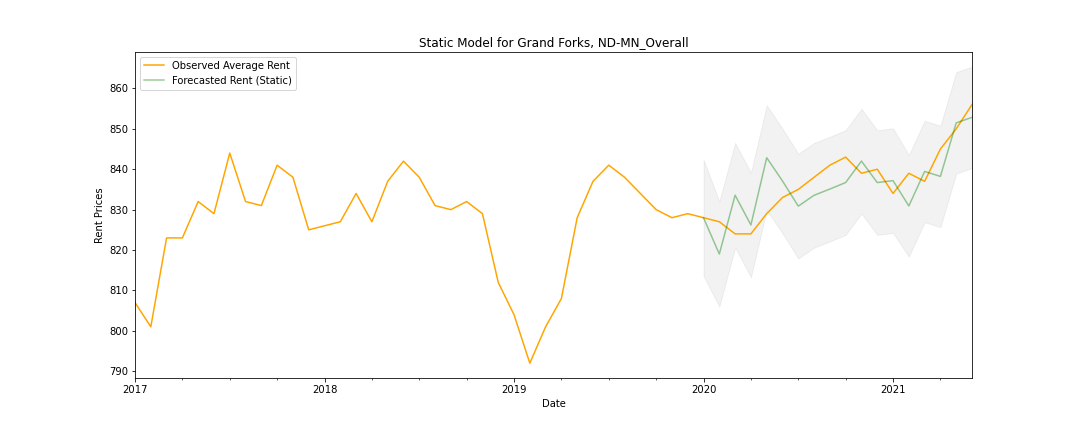 Static Model for Grand Forks, ND-MN_Overall
Observed Average Rent
Forecasted Rent (Static)
860
850
840
830
820
810
800
790
Rent Prices
2017
2018
2019
2020
2021
Date